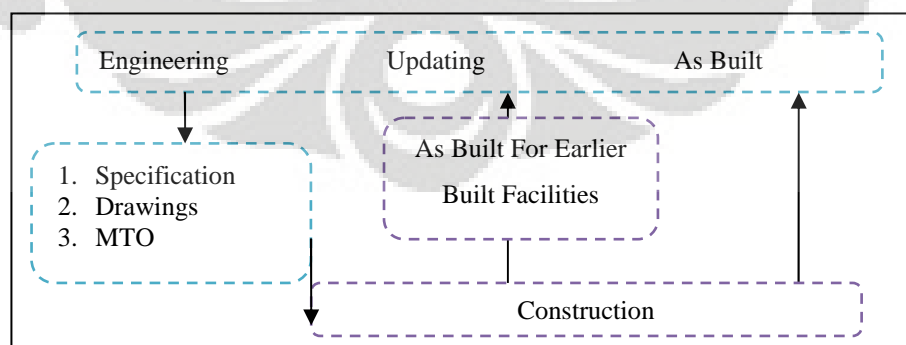 Engineering Updating As Built
As Built For Earlier
Built Facilities
1. Specification
2. Drawings
3. MTO
Construction